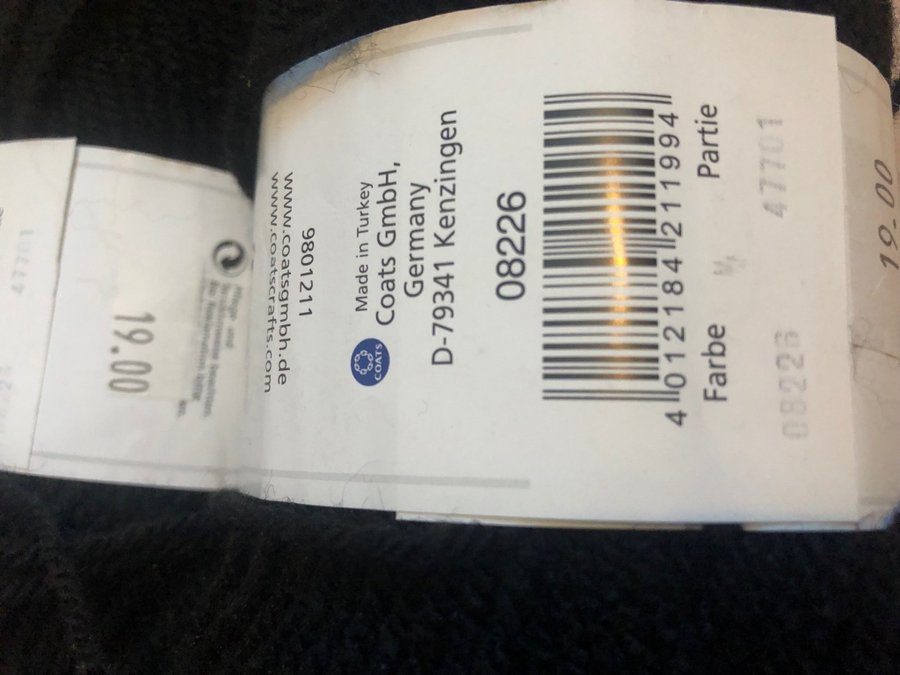 9801211
www.coatsgmbh.de
www.coatscrafts.com
Made in Turkey
Coats GmbH,
Germany
D-79341 Kenzingen
COATS
08226
4 012184 211994
Farbe Partie
08226 47701
19.00
19.00
47701